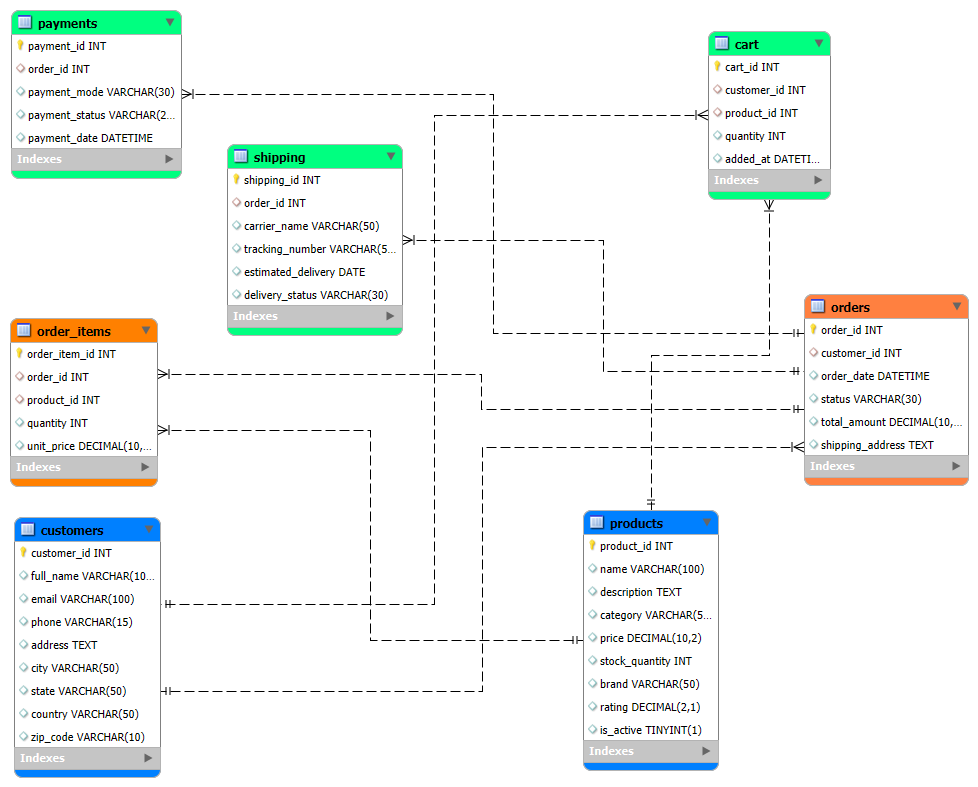 payments
payment_id INT
order_id INT
payment_mode VARCHAR(30)
payment_status VARCHAR(2...
payment_date DATETIME
Indexes
cart
cart_id INT
customer_id INT
product_id INT
quantity INT
added_at DATETI...
Indexes
shipping
shipping_id INT
order_id INT
carrier_name VARCHAR(50)
tracking_number VARCHAR(5...
estimated_delivery DATE
delivery_status VARCHAR(30)
Indexes
orders
order_id INT
customer_id INT
order_date DATETIME
status VARCHAR(30)
total_amount DECIMAL(10,...
shipping_address TEXT
Indexes
order_items
order_item_id INT
order_id INT
product_id INT
quantity INT
unit_price DECIMAL(10,...
Indexes
customers
customer_id INT
full_name VARCHAR(10...
email VARCHAR(100)
phone VARCHAR(15)
address TEXT
city VARCHAR(50)
state VARCHAR(50)
country VARCHAR(50)
zip_code VARCHAR(10)
Indexes
products
product_id INT
name VARCHAR(100)
description TEXT
category VARCHAR(5...
price DECIMAL(10,2)
stock_quantity INT
brand VARCHAR(50)
rating DECIMAL(2,1)
is_active TINYINT(1)
Indexes